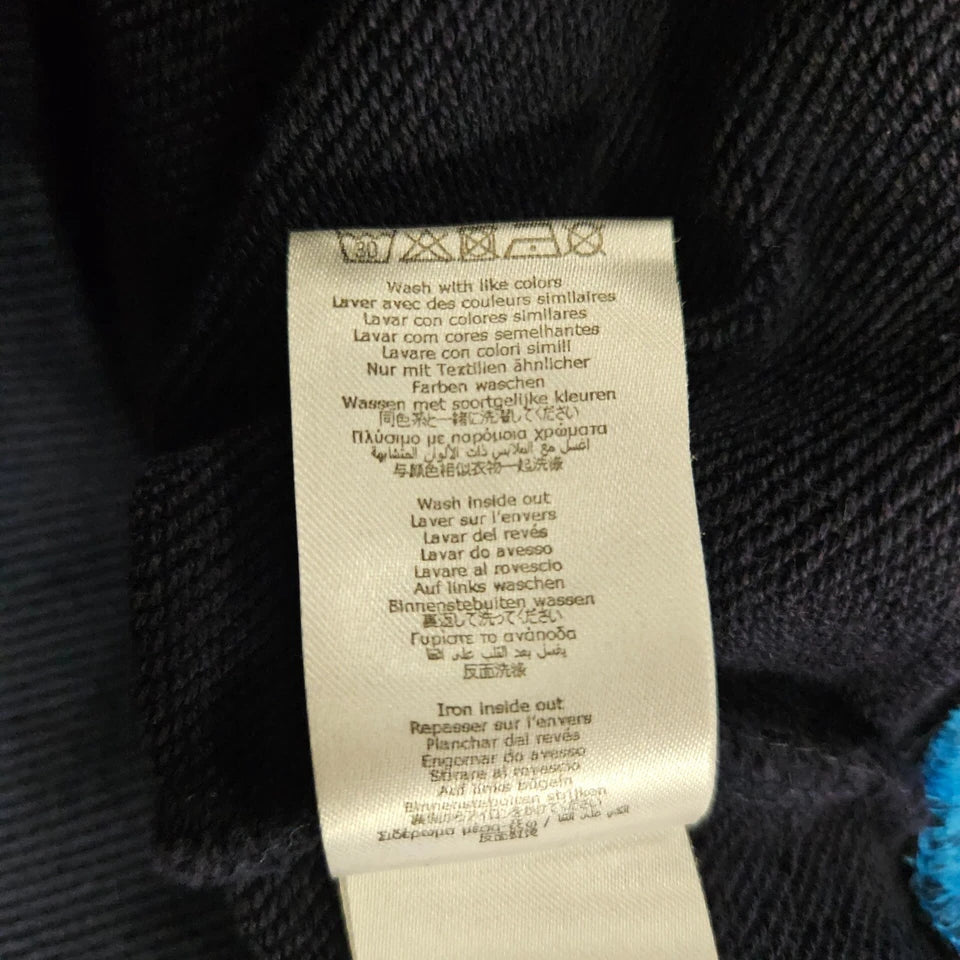 30
Wash with like colors
Laver avec des couleurs similaires
Lavar con colores similares
Lavar com cores semelhantes
Lavare con colori simili
Nur mit Textilien ähnlicher
Farben waschen
Wassen met soortgelijke kleuren
同色系と一緒に洗濯してください
Πλύσιμο με παρόμοια χρώματα
اغسل مع الملابس ذات الألوان المتشابهة
与颜色相似衣物一起洗涤
Wash inside out
Laver sur l'envers
Lavar del revés
Lavar do avesso
Lavare al rovescio
Auf links waschen
Binnenstebuiten wassen
裏返して洗ってください
Γυρίστε το ανάποδα
يغسل بعد القلب على القفا
反面洗涤
Iron inside out
Repasser sur l'envers
Planchar del revés
Engomar do avesso
Stirare al rovescio
Auf links bügeln
Binnenstebuiten strijken
Σιδέρωμα μέσα-έξω /